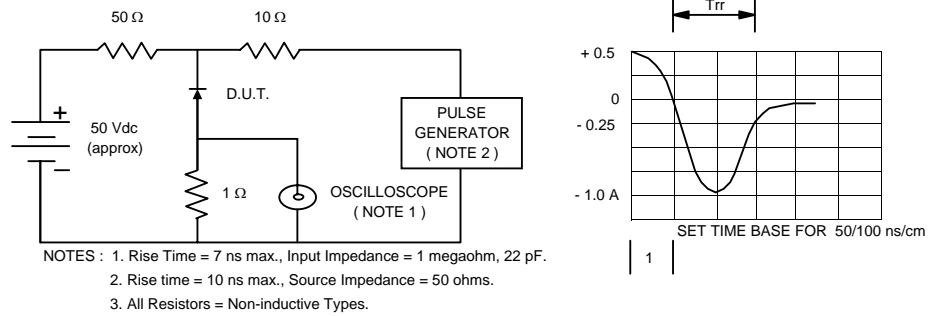 50 Ω
10 Ω
Trr
+ 0.5
D.U.T.
0
+
50 Vdc
(approx)
PULSE
GENERATOR
( NOTE 2 )
- 0.25
1 Ω
OSCILLOSCOPE
( NOTE 1 )
- 1.0 A
SET TIME BASE FOR 50/100 ns/cm
1
NOTES : 1. Rise Time = 7 ns max., Input Impedance = 1 megaohm, 22 pF.
2. Rise time = 10 ns max., Source Impedance = 50 ohms.
3. All Resistors = Non-inductive Types.